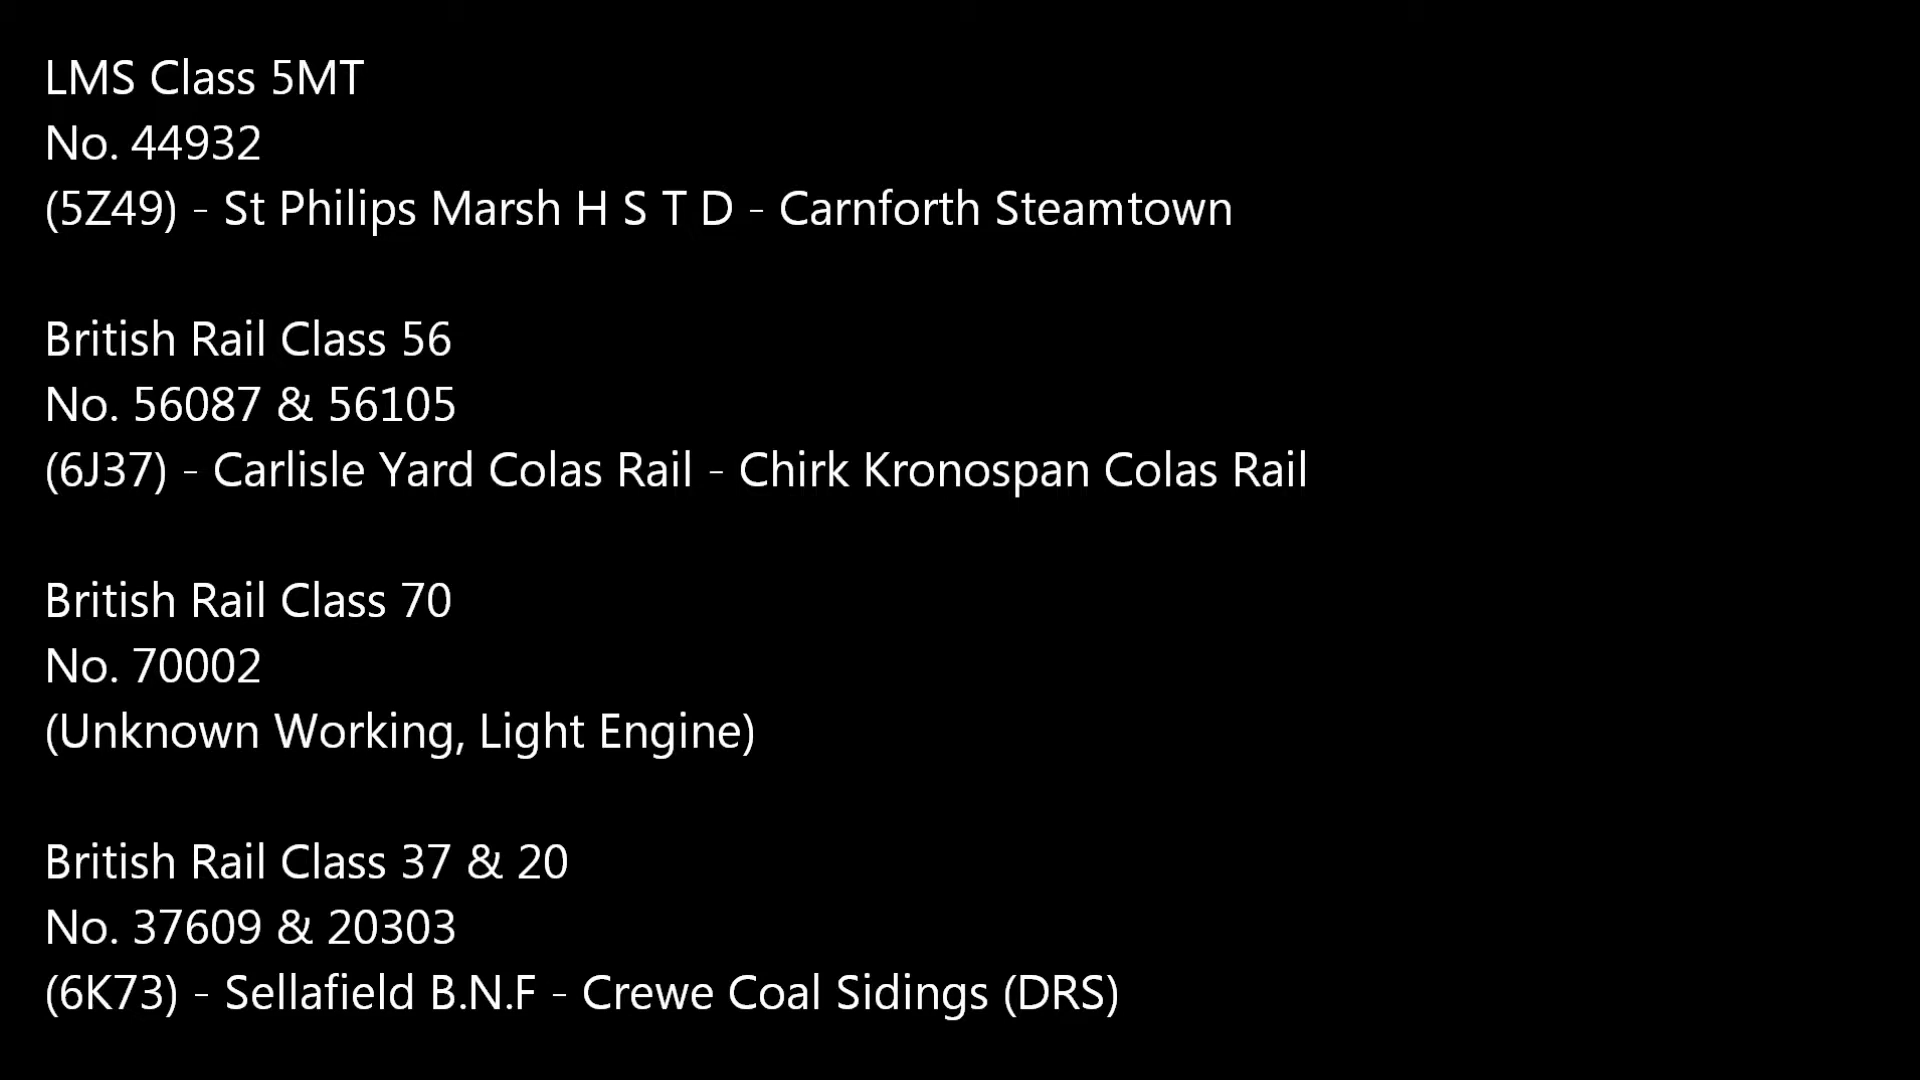 LMS Class 5MT
No. 44932
(5Z49) - St Philips Marsh H S T D - Carnforth Steamtown
British Rail Class 56
No. 56087 & 56105
(6J37) - Carlisle Yard Colas Rail - Chirk Kronospan Colas Rail
British Rail Class 70
No. 70002
(Unknown Working, Light Engine)
British Rail Class 37 & 20
No. 37609 & 20303
(6K73) - Sellafield B.N.F - Crewe Coal Sidings (DRS)